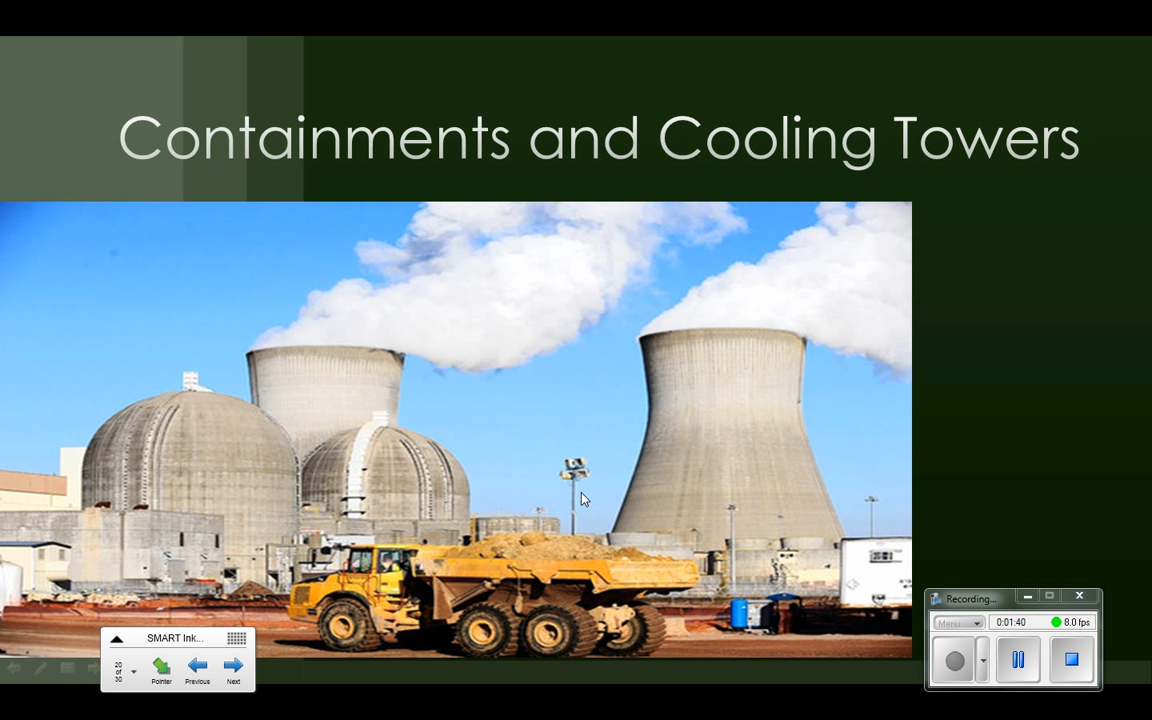 Containments and Cooling Towers
SMART Ink...
20
of
30
Pointer
Previous
Next
Recording...
Menu
0:01:40
8.0 fps